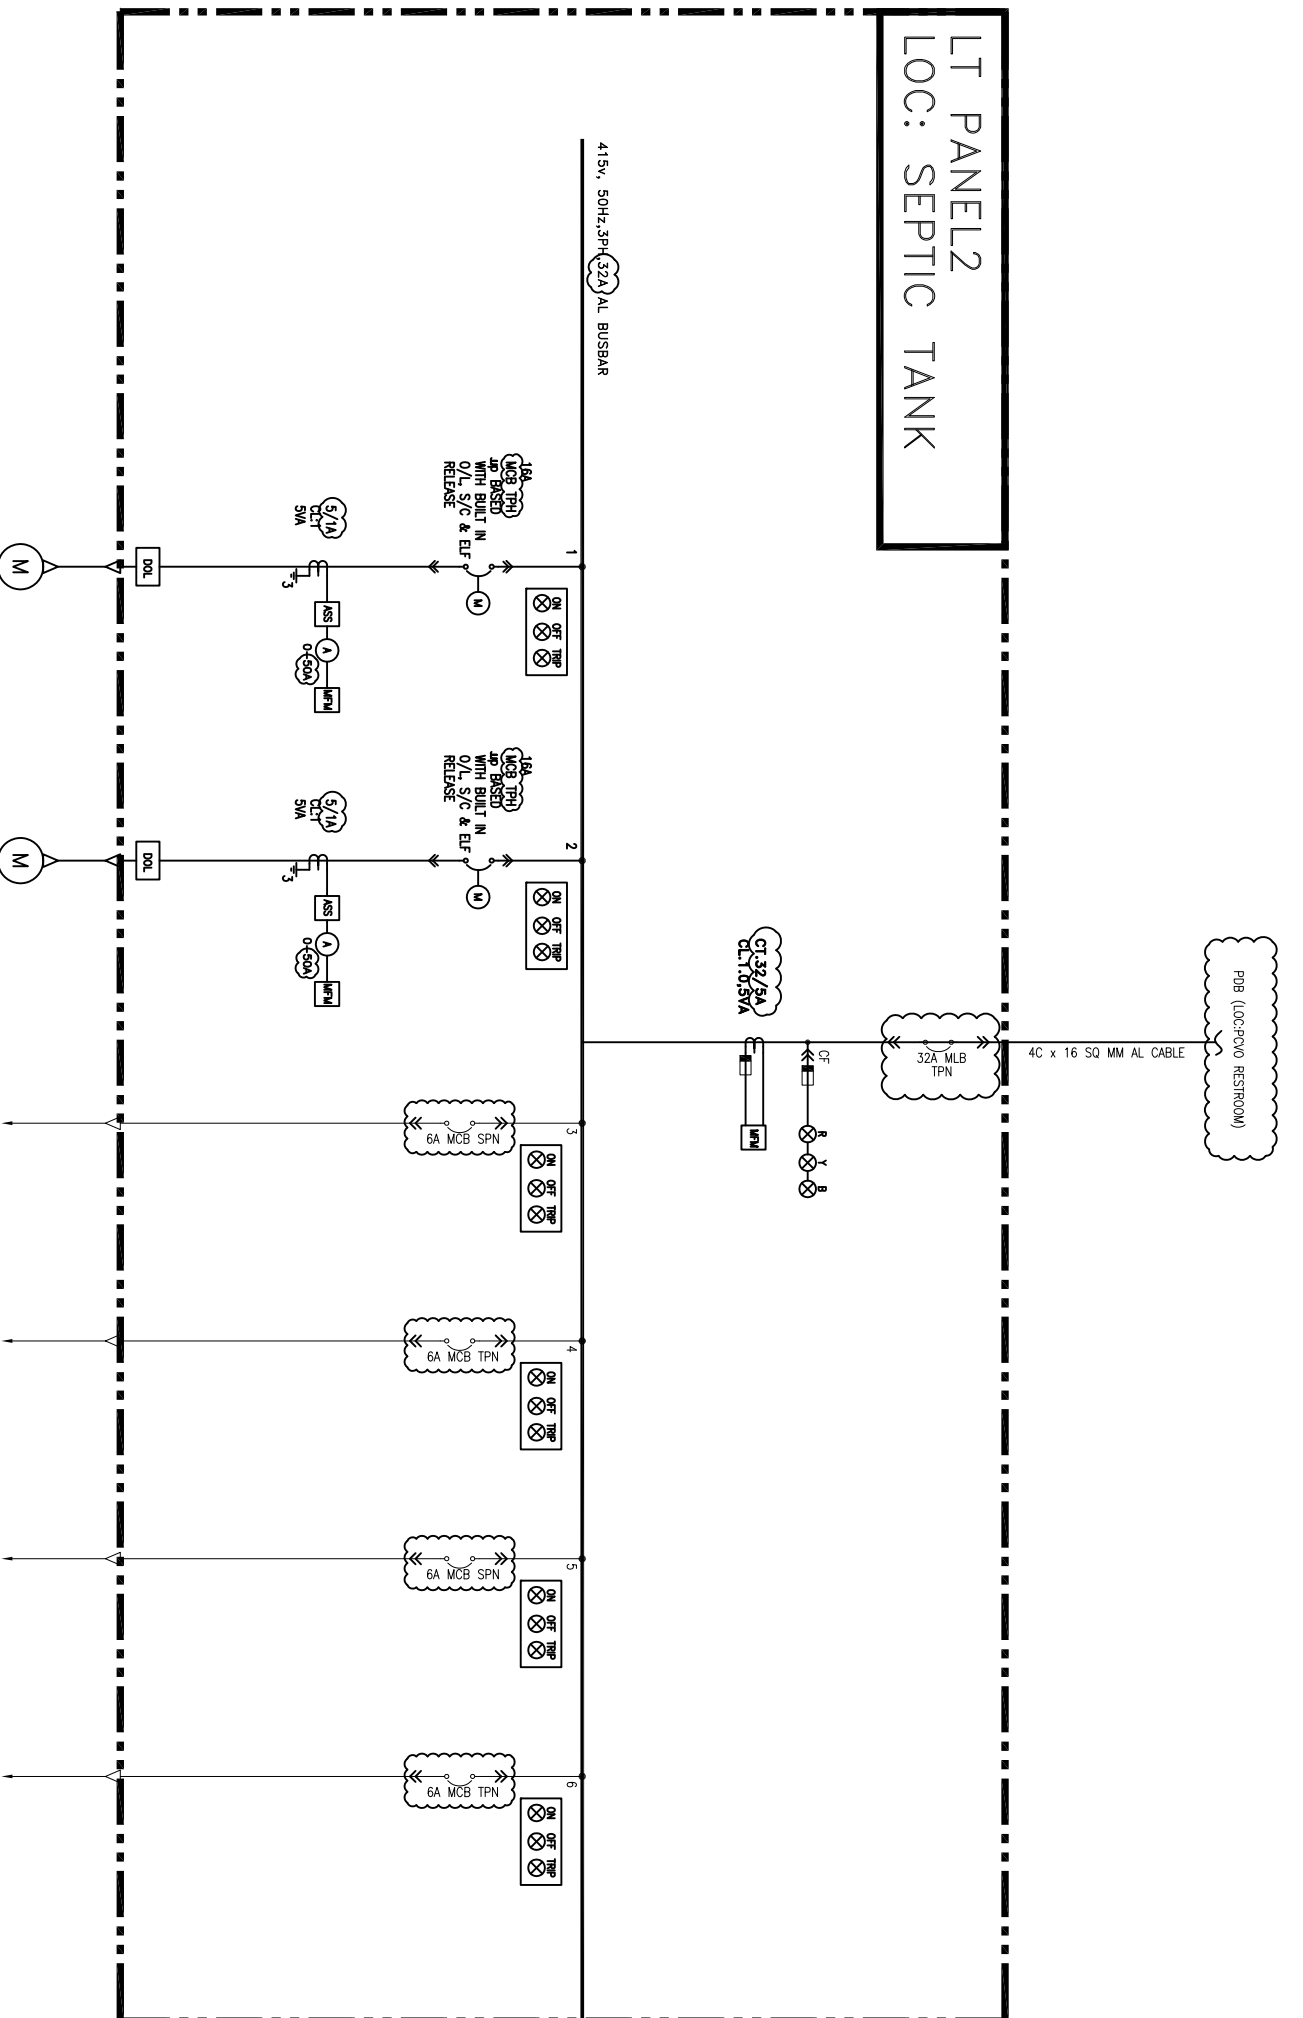 LT PANEL2
LOC: SEPTIC TANK
PDB (LOC:PCVO RESTROOM)
4C x 16 SQ MM AL CABLE
32A MLB
TPN
CF
R Y B
CT.32/5A
CL.1.0,5VA
MFM
415v, 50Hz,3PH,32A AL BUSBAR
1
16A
MCB TPH
µp BASED
WITH BUILT IN
O/L, S/C & ELF
RELEASE
M
ON OFF TRIP
5/1A
CL:1
5VA
3
ASS
A
0-50A
MFM
DOL
M
2
16A
MCB TPH
µp BASED
WITH BUILT IN
O/L, S/C & ELF
RELEASE
M
ON OFF TRIP
5/1A
CL:1
5VA
3
ASS
A
0-50A
MFM
DOL
M
3
6A MCB SPN
ON OFF TRIP
4
6A MCB TPN
ON OFF TRIP
5
6A MCB SPN
ON OFF TRIP
6
6A MCB TPN
ON OFF TRIP